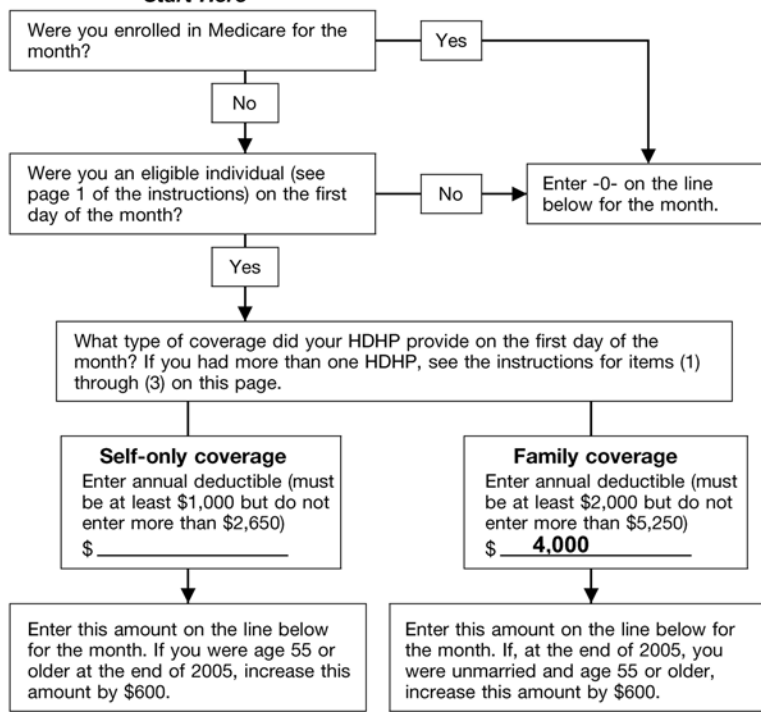 Start Here
Were you enrolled in Medicare for the
month?
Yes
No
Were you an eligible individual (see
page 1 of the instructions) on the first
day of the month?
No
Enter -0- on the line
below for the month.
Yes
What type of coverage did your HDHP provide on the first day of the
month? If you had more than one HDHP, see the instructions for items (1)
through (3) on this page.
Self-only coverage
Enter annual deductible (must
be at least $1,000 but do not
enter more than $2,650)
$
Family coverage
Enter annual deductible (must
be at least $2,000 but do not
enter more than $5,250)
$ 4,000
Enter this amount on the line below
for the month. If you were age 55 or
older at the end of 2005, increase this
amount by $600.
Enter this amount on the line below for
the month. If, at the end of 2005, you
were unmarried and age 55 or older,
increase this amount by $600.